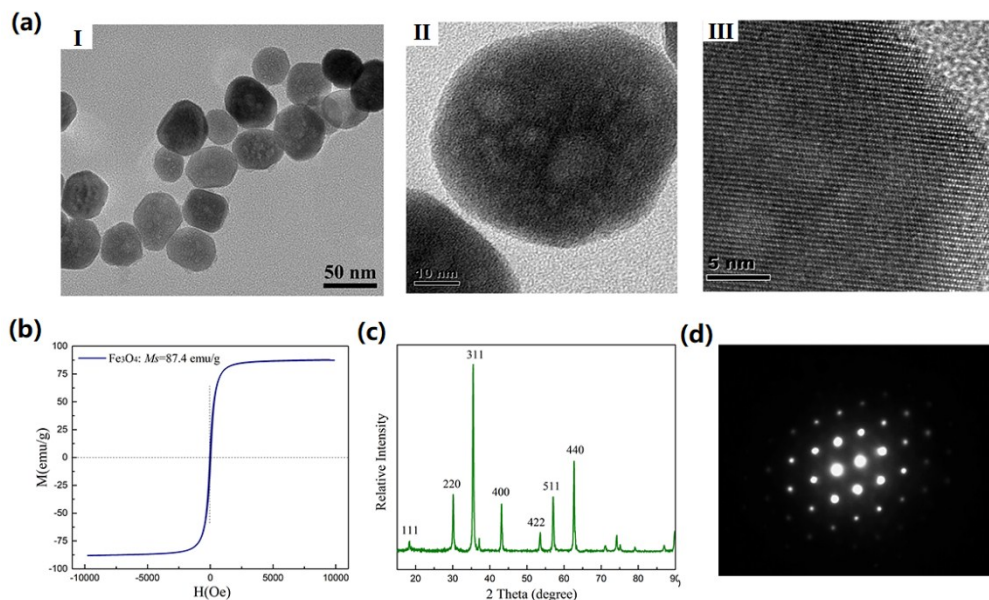 (a)
I
II
III
50 nm
10 nm
5 nm
(b)
(c)
(d)
100
75
50
25
0
-25
-50
-75
-100
M(emu/g)
Fe₃O₄: Ms=87.4 emu/g
-10000 -5000 0 5000 10000
H(Oe)
Relative Intensity
111
220
311
400
422
511
440
20 30 40 50 60 70 80 90
2 Theta (degree)